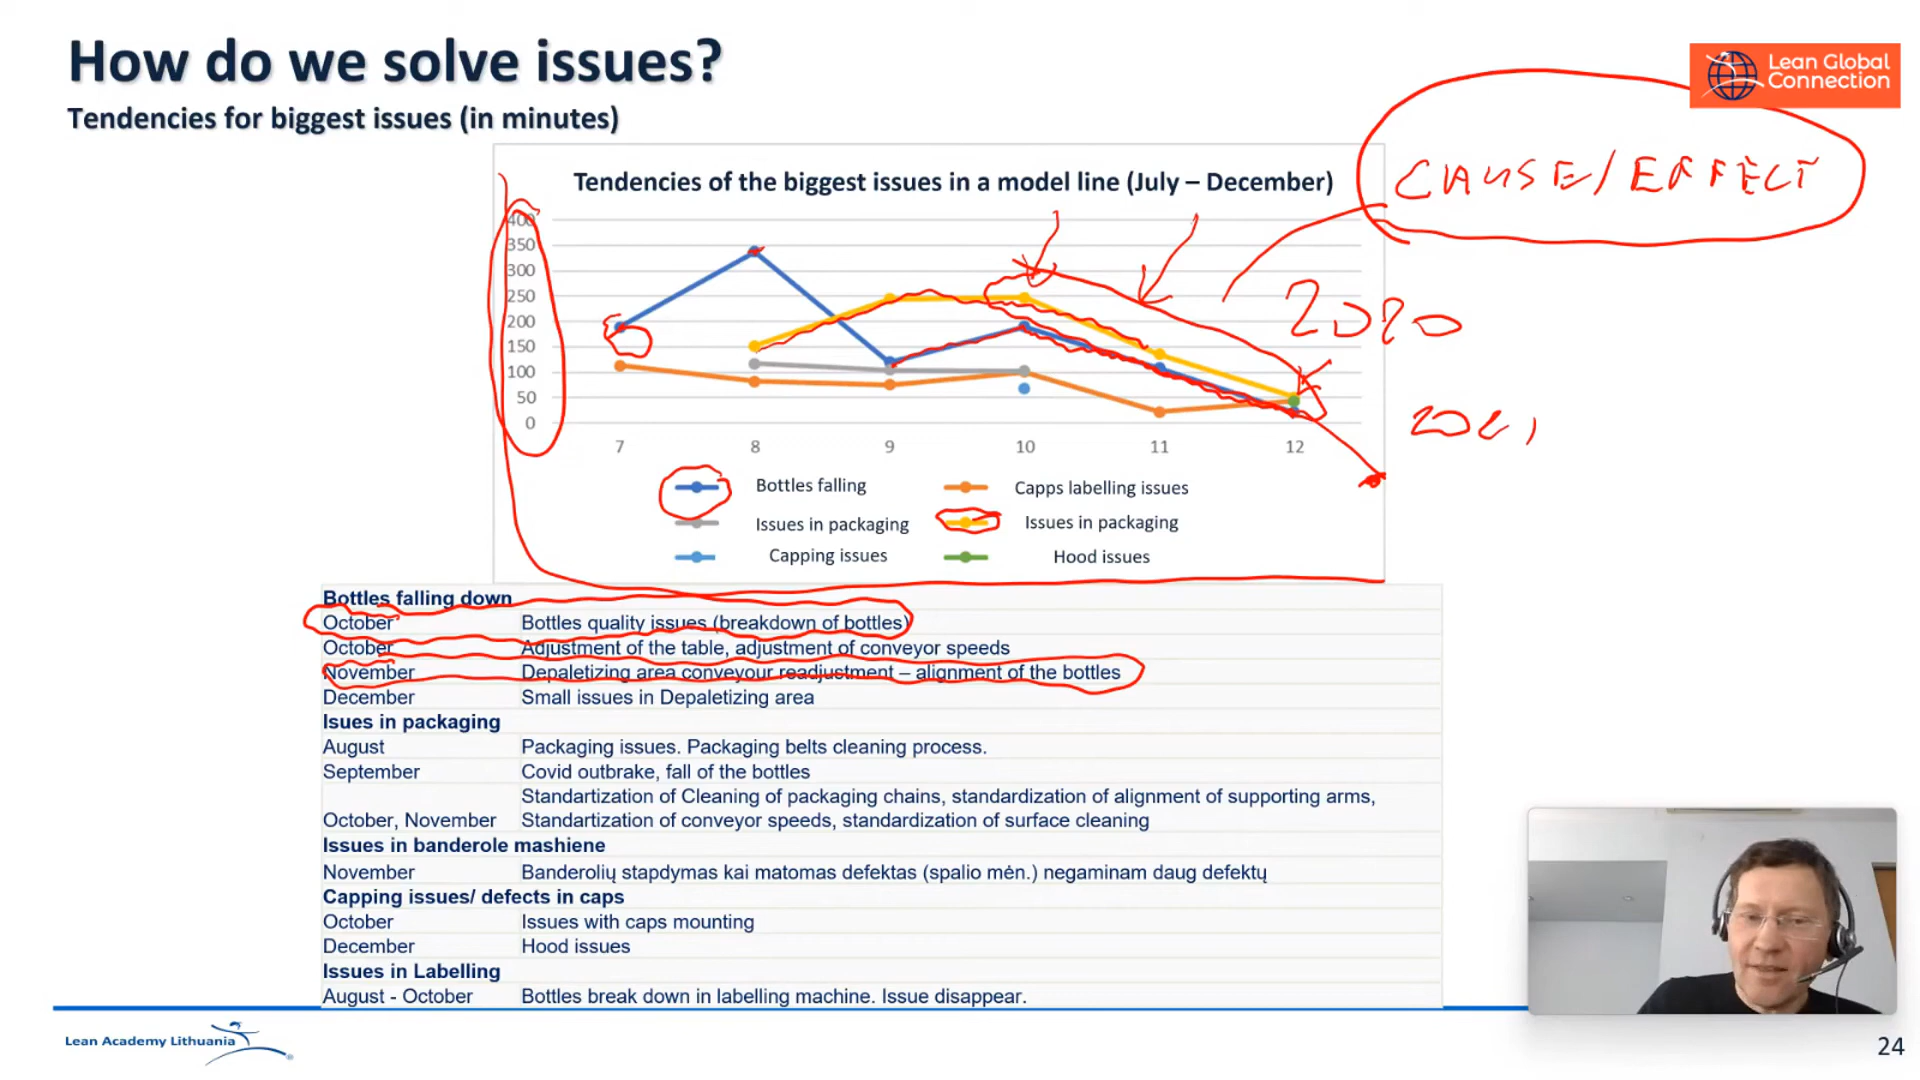 How do we solve issues?
Tendencies for biggest issues (in minutes)
Lean Global
Connection
CAUSE/EFFECT
Tendencies of the biggest issues in a model line (July – December)
400
350
300
250
200
150
100
50
0
7 8 9 10 11 12
2020
2021
Bottles falling Capps labelling issues
Issues in packaging Issues in packaging
Capping issues Hood issues
Bottles falling down
October Bottles quality issues (breakdown of bottles)
October Adjustment of the table, adjustment of conveyor speeds
November Depaletizing area conveyour readjustment – alignment of the bottles
December Small issues in Depaletizing area
Isues in packaging
August Packaging issues. Packaging belts cleaning process.
September Covid outbrake, fall of the bottles
Standartization of Cleaning of packaging chains, standardization of alignment of supporting arms,
October, November Standartization of conveyor speeds, standardization of surface cleaning
Issues in banderole mashiene
November Banderolių stapdymas kai matomas defektas (spalio mėn.) negaminam daug defektų
Capping issues/ defects in caps
October Issues with caps mounting
December Hood issues
Issues in Labelling
August - October Bottles break down in labelling machine. Issue disappear.
Lean Academy Lithuania
24